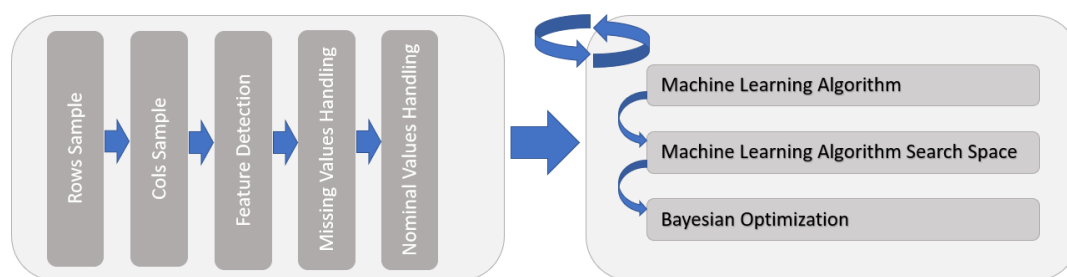 Rows Sample
Cols Sample
Feature Detection
Missing Values Handling
Nominal Values Handling
Machine Learning Algorithm
Machine Learning Algorithm Search Space
Bayesian Optimization